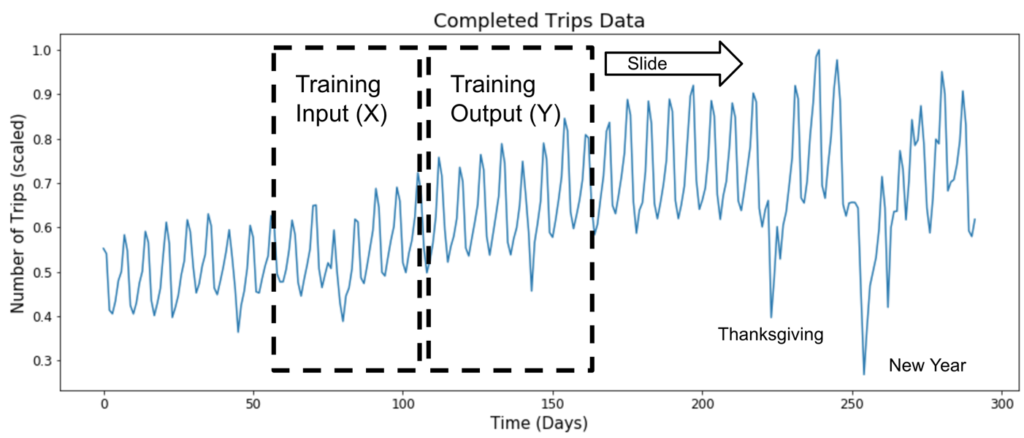 Completed Trips Data
Number of Trips (scaled)
1.0
0.9
0.8
0.7
0.6
0.5
0.4
0.3
Training
Input (X)
Training
Output (Y)
Slide
Thanksgiving
New Year
0
50
100
150
200
250
300
Time (Days)